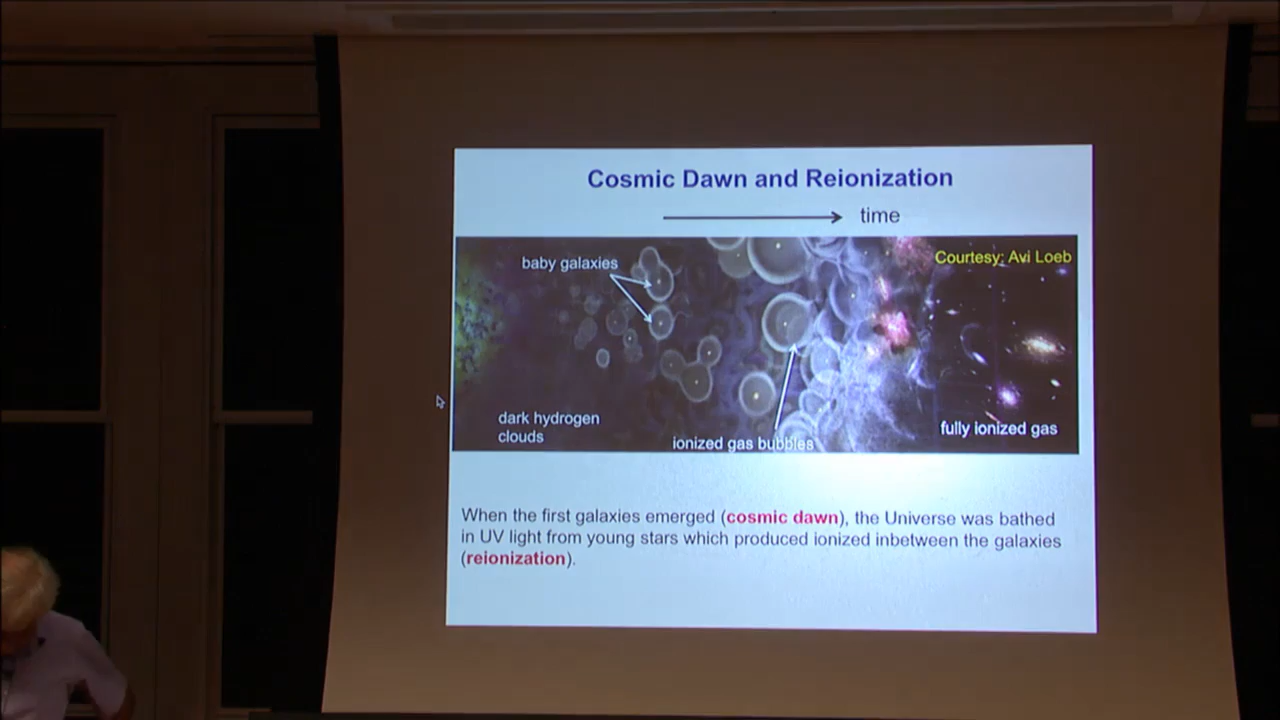 Cosmic Dawn and Reionization
time
baby galaxies
Courtesy: Avi Loeb
dark hydrogen
clouds
ionized gas bubbles
fully ionized gas
When the first galaxies emerged (cosmic dawn), the Universe was bathed
in UV light from young stars which produced ionized inbetween the galaxies
(reionization).